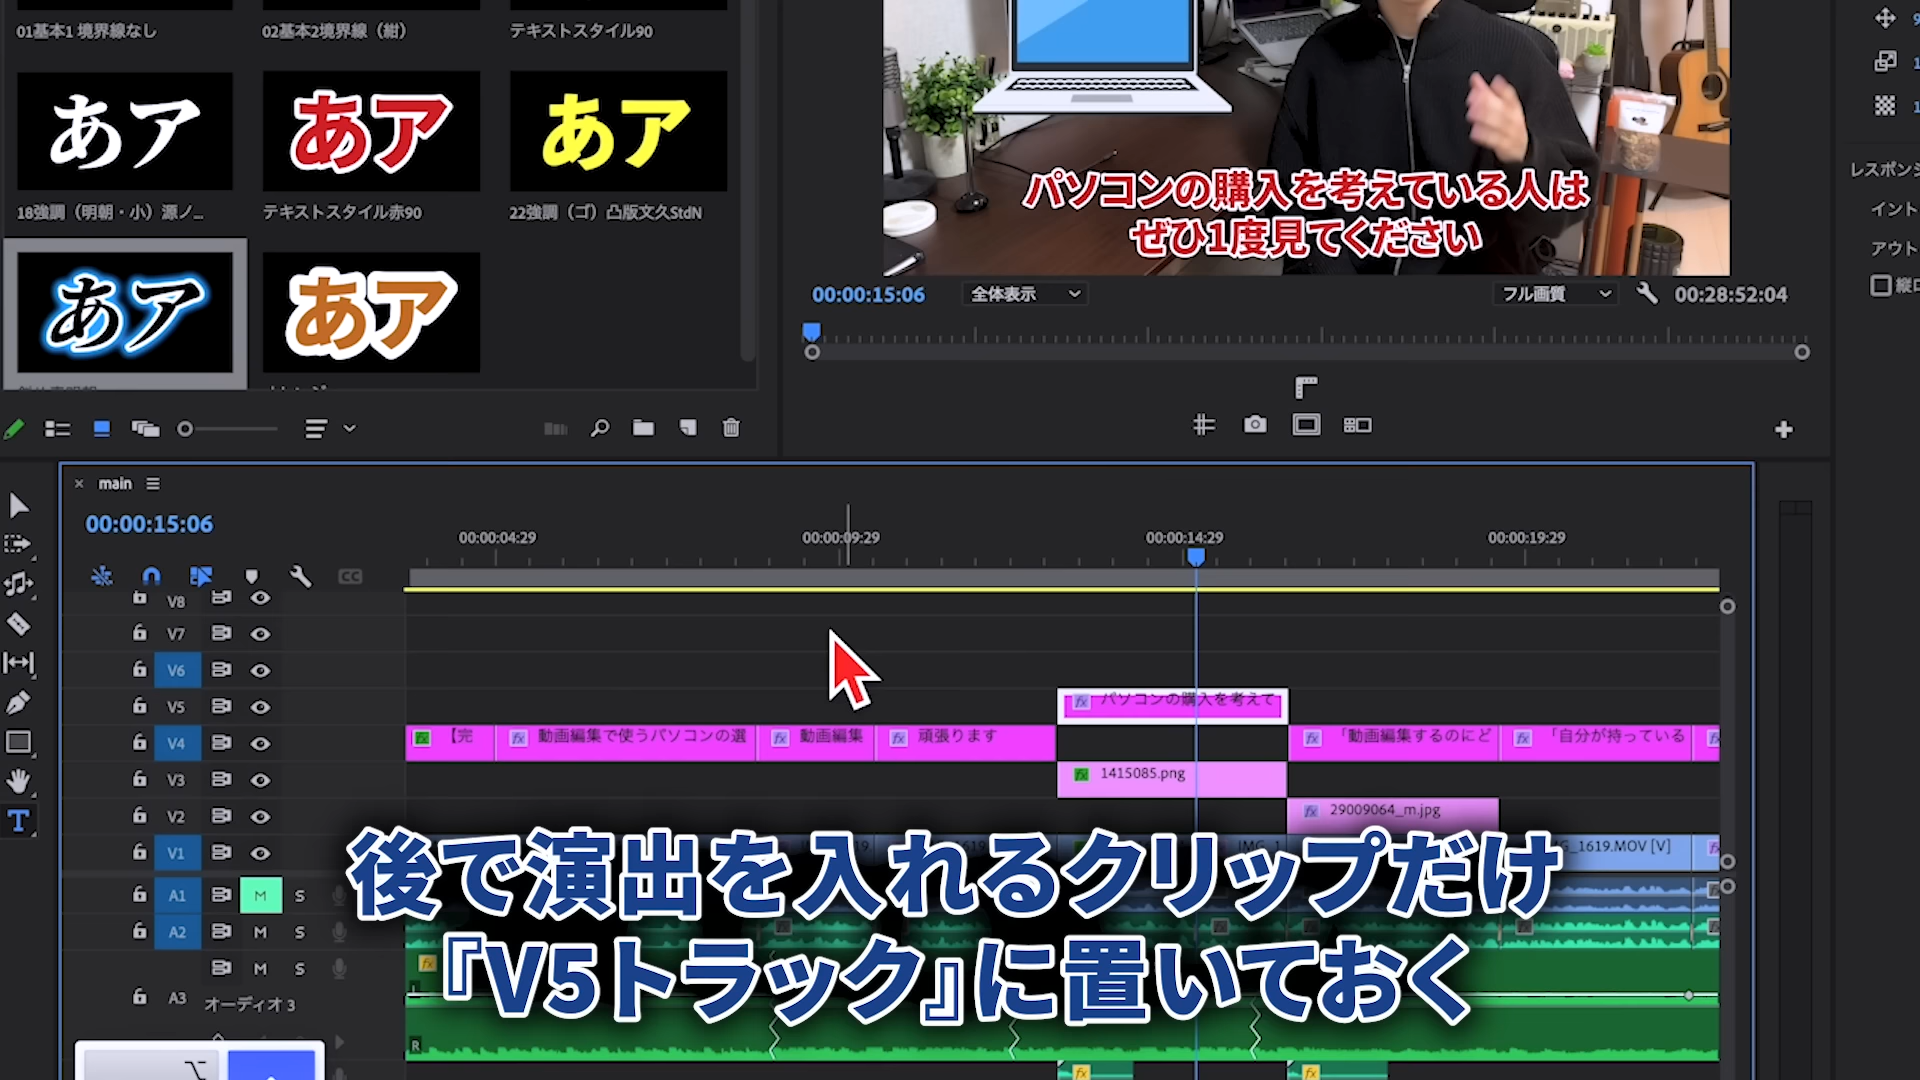 01基本1 境界線なし
02基本2境界線（紺）
テキストスタイル90
あア
あア
あア
18強調（明朝・小）源ノ...
テキストスタイル赤90
22強調（ゴ）凸版文久StdN
あア
あア
パソコンの購入を考えている人は
ぜひ1度見てください
00:00:15:06
全体表示
フル画質
00:28:52:04
main
00:00:15:06
00:00:04:29
00:00:09:29
00:00:14:29
00:00:19:29
V8
V7
V6
V5
fx パソコンの購入を考えて
V4
fx 【完
fx 動画編集で使うパソコンの選
fx 動画編集
fx 頑張ります
fx 「動画編集するのにど
fx 「自分が持っている
V3
fx 1415085.png
V2
fx 29009064_m.jpg
V1
_1619.MOV [V]
A1 M S
A2 M S
M S
A3 オーディオ 3
L
R
後で演出を入れるクリップだけ
『V5トラック』に置いておく